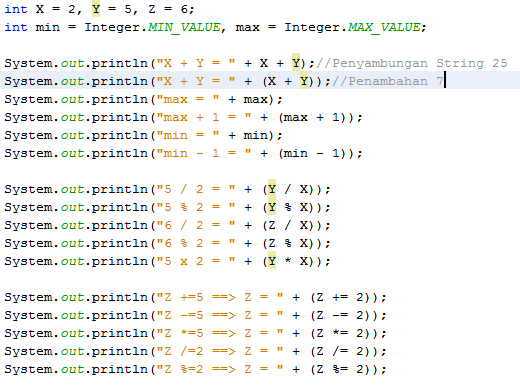 int X = 2, Y = 5, Z = 6;
int min = Integer.MIN_VALUE, max = Integer.MAX_VALUE;
System.out.println("X + Y = " + X + Y);//Penyambungan String 25
System.out.println("X + Y = " + (X + Y));//Penambahan 7
System.out.println("max = " + max);
System.out.println("max + 1 = " + (max + 1));
System.out.println("min = " + min);
System.out.println("min - 1 = " + (min - 1));
System.out.println("5 / 2 = " + (Y / X));
System.out.println("5 % 2 = " + (Y % X));
System.out.println("6 / 2 = " + (Z / X));
System.out.println("6 % 2 = " + (Z % X));
System.out.println("5 x 2 = " + (Y * X));
System.out.println("Z +=5 ==> Z = " + (Z += 2));
System.out.println("Z -=5 ==> Z = " + (Z -= 2));
System.out.println("Z *=5 ==> Z = " + (Z *= 2));
System.out.println("Z /=2 ==> Z = " + (Z /= 2));
System.out.println("Z %=2 ==> Z = " + (Z %= 2));